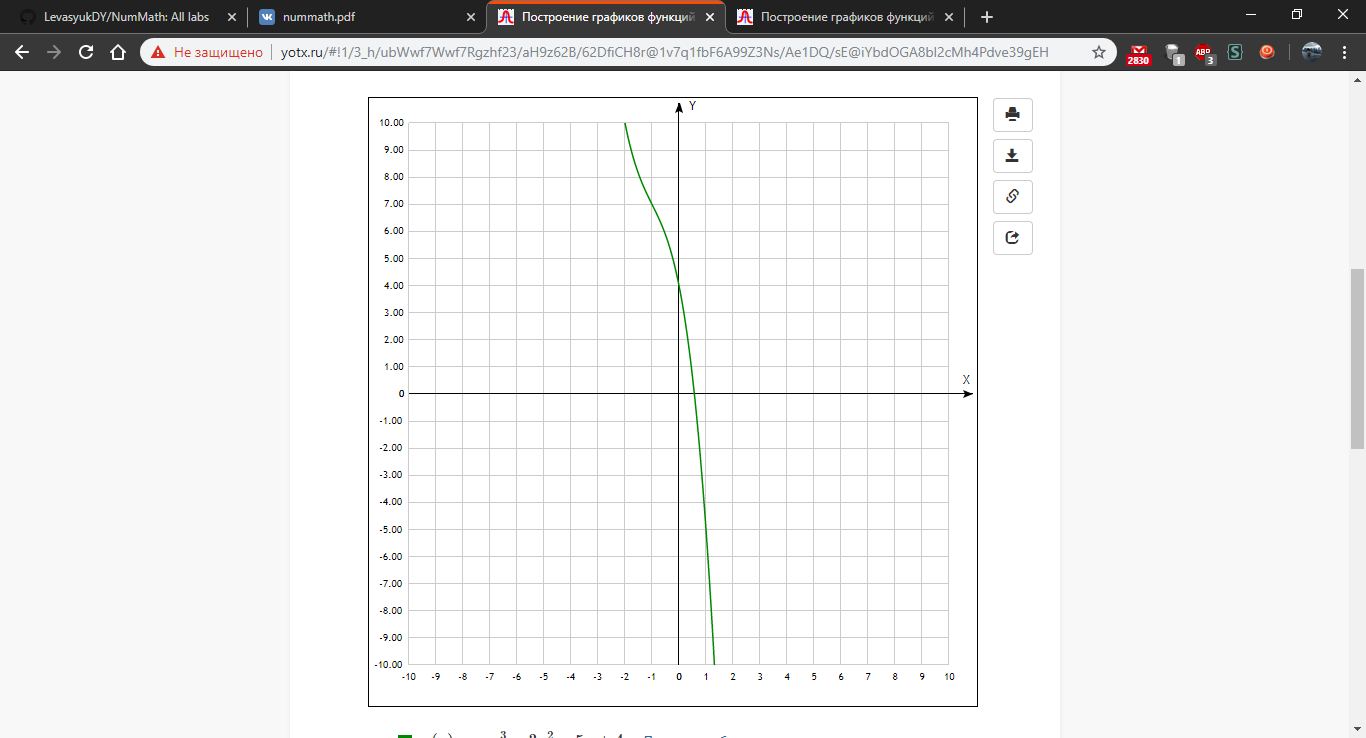 LevasyukDY/NumMath: All labs
nummath.pdf
Построение графиков функций
Построение графиков функций
Не защищено
yotx.ru/#!1/3_h/ubWwf7Wwf7Rgzhf23/aH9z62B/62DfiCH8r@1v7q1fbF6A99Z3Ns/Ae1DQ/sE@iYbdOGA8bI2cMh4Pdve39gEH
2830
1
ABP
3
S
Y
10.00
9.00
8.00
7.00
6.00
5.00
4.00
3.00
2.00
1.00
X
0
-1.00
-2.00
-3.00
-4.00
-5.00
-6.00
-7.00
-8.00
-9.00
-10.00
-10 -9 -8 -7 -6 -5 -4 -3 -2 -1 0 1 2 3 4 5 6 7 8 9 10